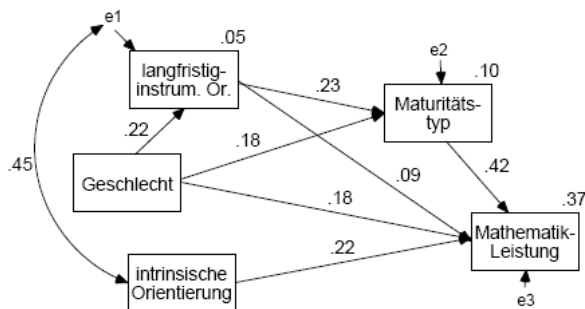 e1
.05
langfristig-
instrum. Or.
e2
.10
.23
Maturitäts-
typ
.22
.18
.45
Geschlecht
.09
.42
.18
.37
Mathematik-
Leistung
intrinsische
Orientierung
.22
e3